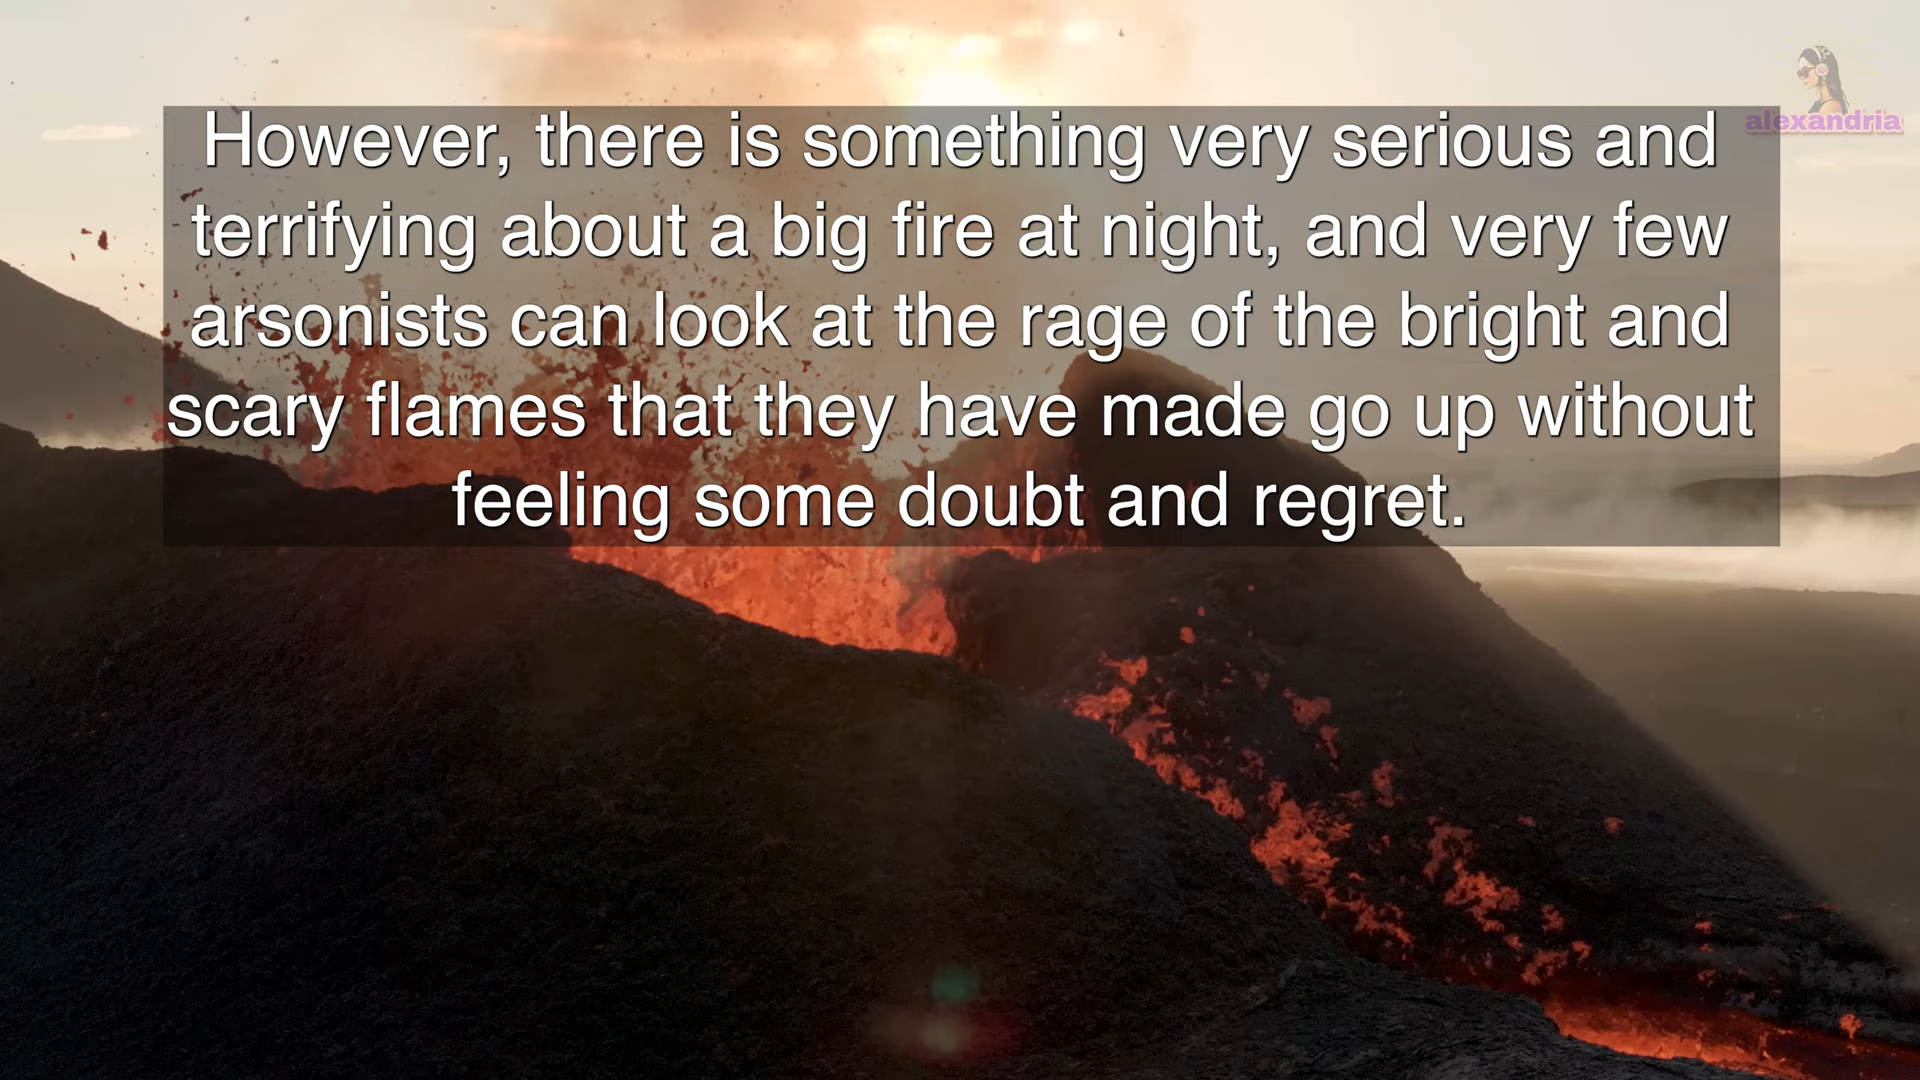 alexandria
However, there is something very serious and
terrifying about a big fire at night, and very few
arsonists can look at the rage of the bright and
scary flames that they have made go up without
feeling some doubt and regret.